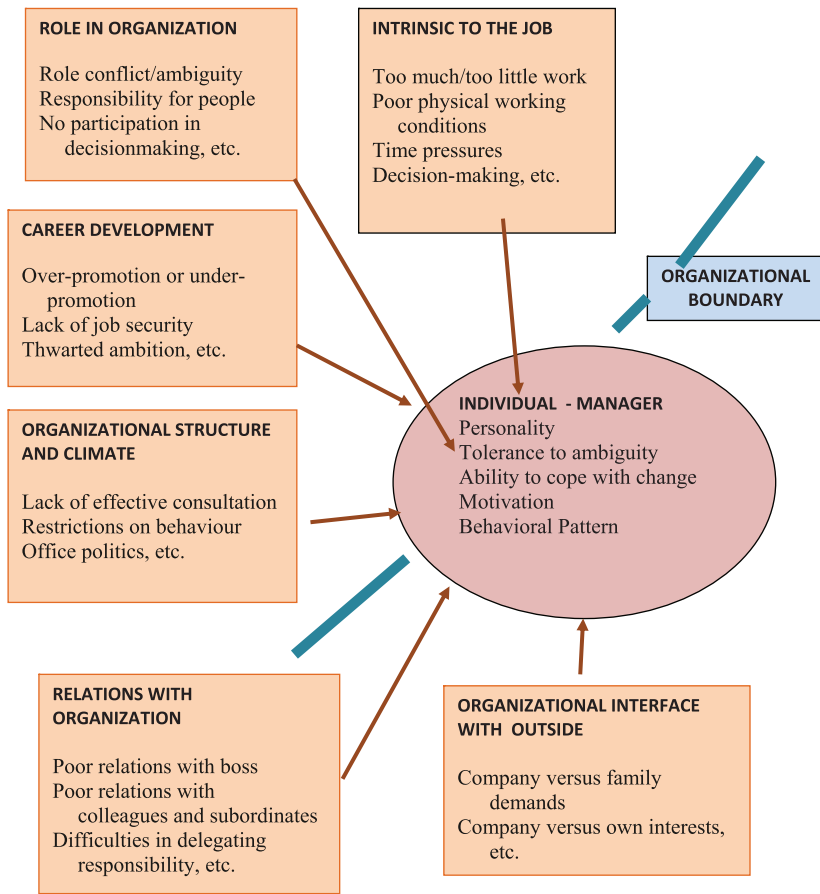 ROLE IN ORGANIZATION
Role conflict/ambiguity
Responsibility for people
No participation in
decisionmaking, etc.
INTRINSIC TO THE JOB
Too much/too little work
Poor physical working
conditions
Time pressures
Decision-making, etc.
CAREER DEVELOPMENT
Over-promotion or under-
promotion
Lack of job security
Thwarted ambition, etc.
ORGANIZATIONAL
BOUNDARY
INDIVIDUAL - MANAGER
Personality
Tolerance to ambiguity
Ability to cope with change
Motivation
Behavioral Pattern
ORGANIZATIONAL STRUCTURE
AND CLIMATE
Lack of effective consultation
Restrictions on behaviour
Office politics, etc.
RELATIONS WITH
ORGANIZATION
Poor relations with boss
Poor relations with
colleagues and subordinates
Difficulties in delegating
responsibility, etc.
ORGANIZATIONAL INTERFACE
WITH OUTSIDE
Company versus family
demands
Company versus own interests,
etc.